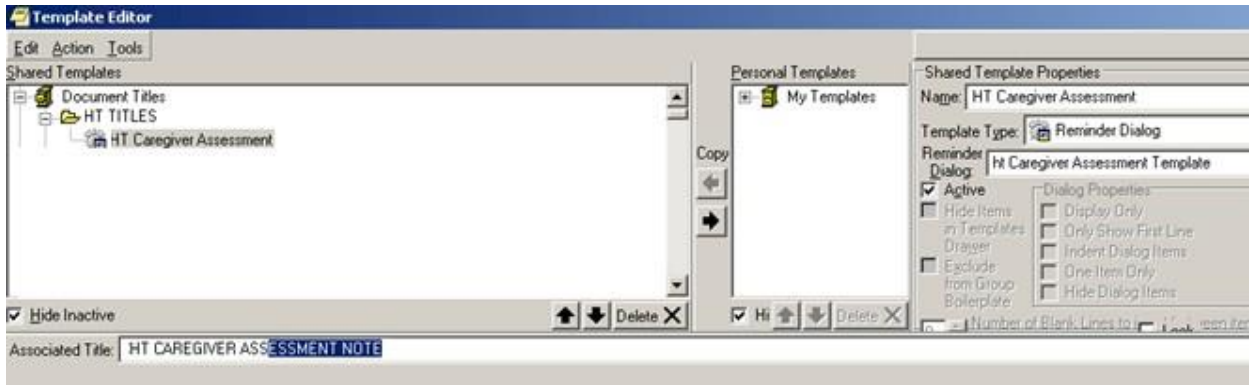 Template Editor
Edit Action Tools
Shared Templates
Document Titles
HT TITLES
HT Caregiver Assessment
Hide Inactive
Delete
Copy
Personal Templates
My Templates
Hi
Delete
Shared Template Properties
Name: HT Caregiver Assessment
Template Type: Reminder Dialog
Reminder Dialog: ht Caregiver Assessment Template
Active
Hide Items
in Templates
Drawer
Exclude
from Group
Boilerplate
Dialog Properties
Display Only
Only Show First Line
Indent Dialog Items
One Item Only
Hide Dialog Items
Number of Blank Lines to
Lock
Associated Title: HT CAREGIVER ASSESSMENT NOTE